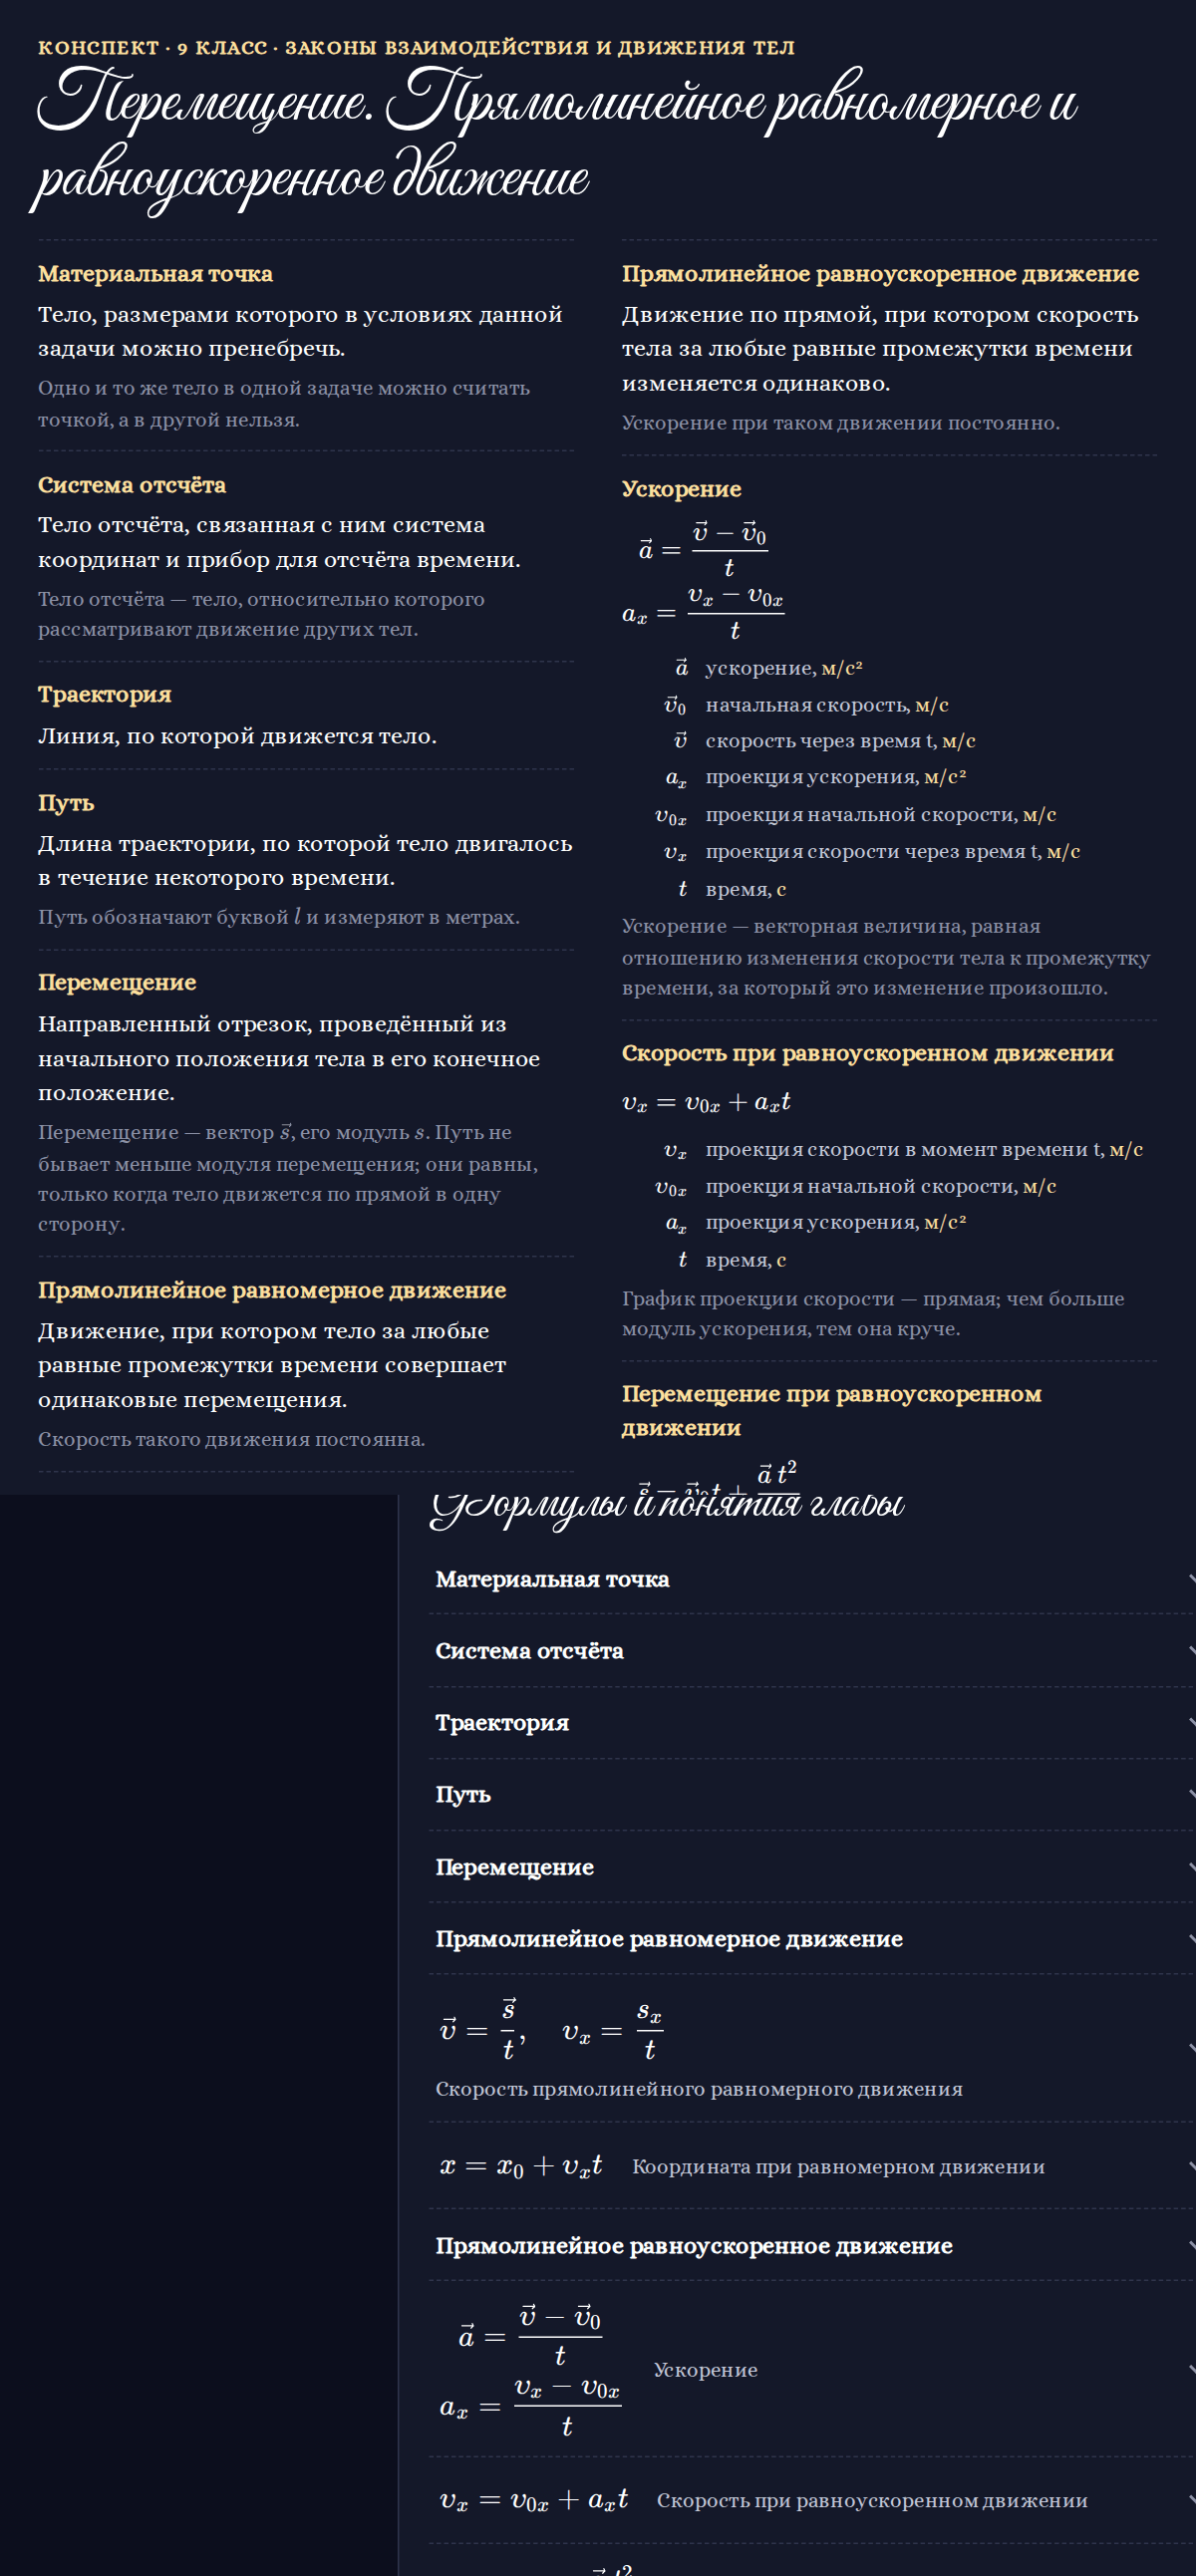 КОНСПЕКТ · 9 КЛАСС · ЗАКОНЫ ВЗАИМОДЕЙСТВИЯ И ДВИЖЕНИЯ ТЕЛ
Перемещение. Прямолинейное равномерное и
равноускоренное движение
Материальная точка
Тело, размерами которого в условиях данной
задачи можно пренебречь.
Одно и то же тело в одной задаче можно считать
точкой, а в другой нельзя.
Система отсчёта
Тело отсчёта, связанная с ним система
координат и прибор для отсчёта времени.
Тело отсчёта — тело, относительно которого
рассматривают движение других тел.
Траектория
Линия, по которой движется тело.
Путь
Длина траектории, по которой тело двигалось
в течение некоторого времени.
Путь обозначают буквой l и измеряют в метрах.
Перемещение
Направленный отрезок, проведённый из
начального положения тела в его конечное
положение.
Перемещение — вектор s⃗, его модуль s. Путь не
бывает меньше модуля перемещения; они равны,
только когда тело движется по прямой в одну
сторону.
Прямолинейное равномерное движение
Движение, при котором тело за любые
равные промежутки времени совершает
одинаковые перемещения.
Скорость такого движения постоянна.
Прямолинейное равноускоренное движение
Движение по прямой, при котором скорость
тела за любые равные промежутки времени
изменяется одинаково.
Ускорение при таком движении постоянно.
Ускорение
a⃗ = (v⃗ − v⃗₀)/t
aₓ = (vₓ − v₀ₓ)/t
a⃗ ускорение, м/с²
v⃗₀ начальная скорость, м/с
v⃗ скорость через время t, м/с
aₓ проекция ускорения, м/с²
v₀ₓ проекция начальной скорости, м/с
vₓ проекция скорости через время t, м/с
t время, с
Ускорение — векторная величина, равная
отношению изменения скорости тела к промежутку
времени, за который это изменение произошло.
Скорость при равноускоренном движении
vₓ = v₀ₓ + aₓt
vₓ проекция скорости в момент времени t, м/с
v₀ₓ проекция начальной скорости, м/с
aₓ проекция ускорения, м/с²
t время, с
График проекции скорости — прямая; чем больше
модуль ускорения, тем она круче.
Перемещение при равноускоренном
движении
s⃗ = v⃗₀t + a⃗ t²
Формулы и понятия главы
Материальная точка
Система отсчёта
Траектория
Путь
Перемещение
Прямолинейное равномерное движение
v⃗ = s⃗/t, vₓ = sₓ/t
Скорость прямолинейного равномерного движения
x = x₀ + vₓt Координата при равномерном движении
Прямолинейное равноускоренное движение
a⃗ = (v⃗ − v⃗₀)/t
aₓ = (vₓ − v₀ₓ)/t
Ускорение
vₓ = v₀ₓ + aₓt Скорость при равноускоренном движении